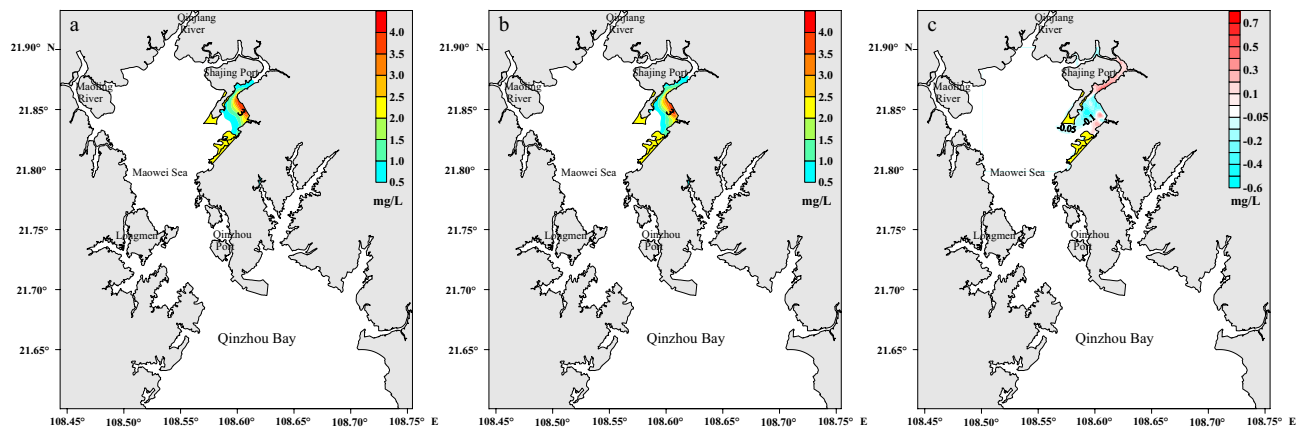 a
Qinjiang
River
21.90° N
Shajing Port
Maoling
River
21.85°
3
21.80°
Maowei Sea
21.75°
Longmen
Qinzhou
Port
21.70°
Qinzhou Bay
21.65°
108.45° 108.50° 108.55° 108.60° 108.65° 108.70° E
4.0
3.5
3.0
2.5
2.0
1.5
1.0
0.5
mg/L
b
Qinjiang
River
21.90° N
Shajing Port
Maoling
River
21.85°
3
21.80°
Maowei Sea
21.75°
Longmen
Qinzhou
Port
21.70°
Qinzhou Bay
21.65°
108.45° 108.50° 108.55° 108.60° 108.65° 108.70° E
4.0
3.5
3.0
2.5
2.0
1.5
1.0
0.5
mg/L
c
Qinjiang
River
21.90° N
Shajing Port
Maoling
River
21.85°
-0.05
-0.1
21.80°
Maowei Sea
21.75°
Longmen
Qinzhou
Port
21.70°
Qinzhou Bay
21.65°
108.45° 108.50° 108.55° 108.60° 108.65° 108.70° E
0.7
0.5
0.3
0.1
-0.05
-0.2
-0.4
-0.6
mg/L